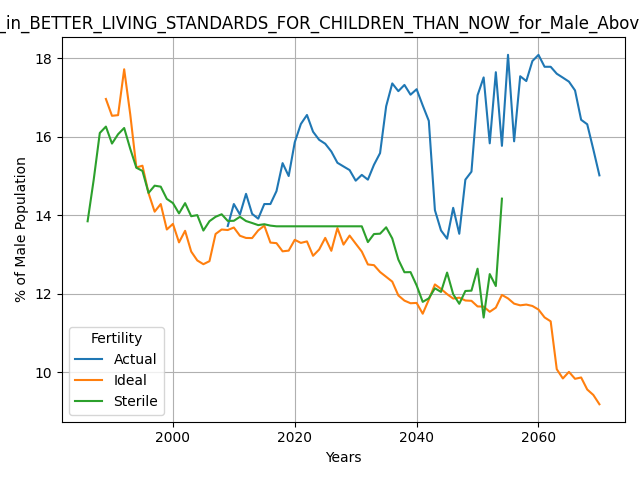 _in_BETTER_LIVING_STANDARDS_FOR_CHILDREN_THAN_NOW_for_Male_Abov
18
16
14
12
10
% of Male Population
Fertility
Actual
Ideal
Sterile
2000
2020
2040
2060
Years